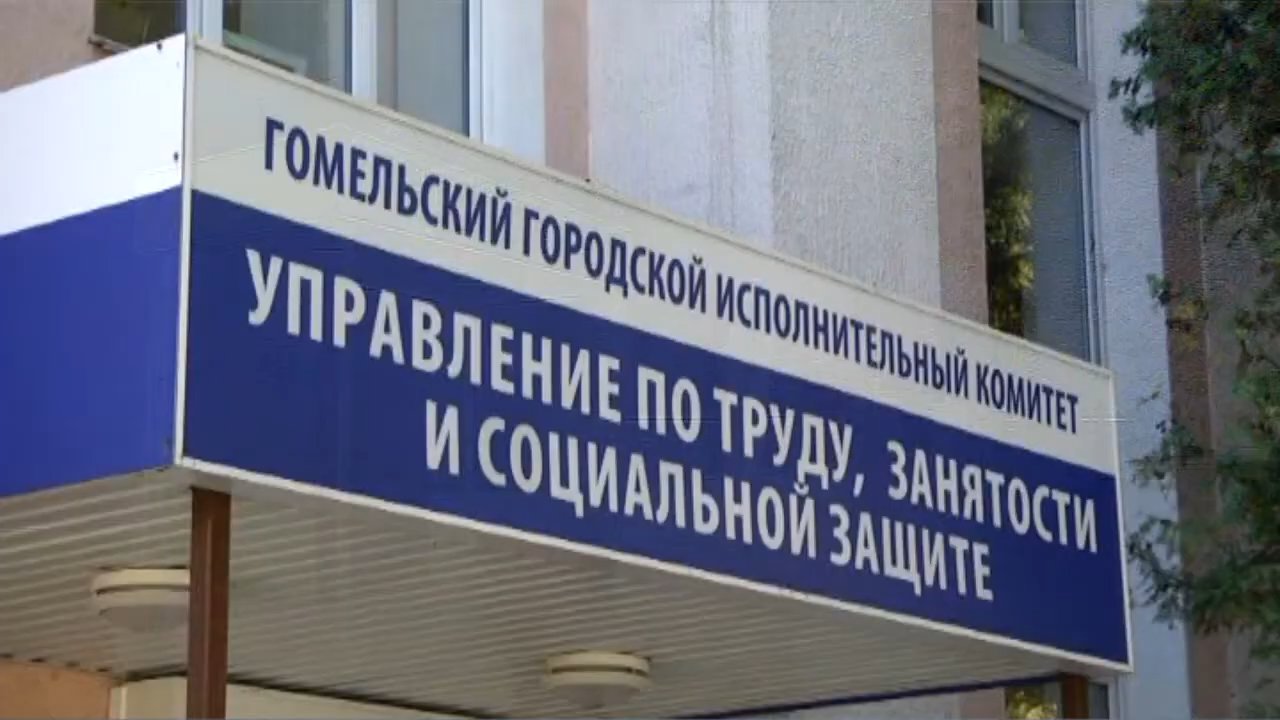 ГОМЕЛЬСКИЙ ГОРОДСКОЙ ИСПОЛНИТЕЛЬНЫЙ КОМИТЕТ
УПРАВЛЕНИЕ ПО ТРУДУ, ЗАНЯТОСТИ
И СОЦИАЛЬНОЙ ЗАЩИТЕ